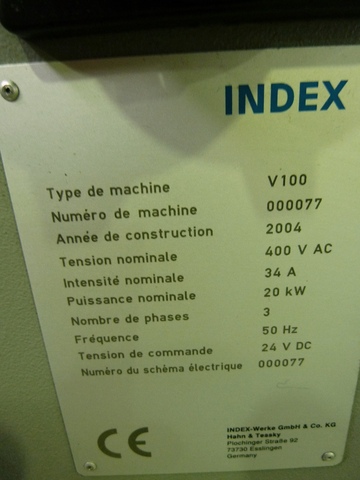 INDEX
Type de machine V100
Numéro de machine 000077
Année de construction 2004
Tension nominale 400 V AC
Intensité nominale 34 A
Puissance nominale 20 kW
Nombre de phases 3
Fréquence 50 Hz
Tension de commande 24 V DC
Numéro du schèma électrique 000077
CE
INDEX-Werke GmbH & Co. KG
Hahn & Tessky
Plochinger Straße 92
73730 Esslingen
Germany